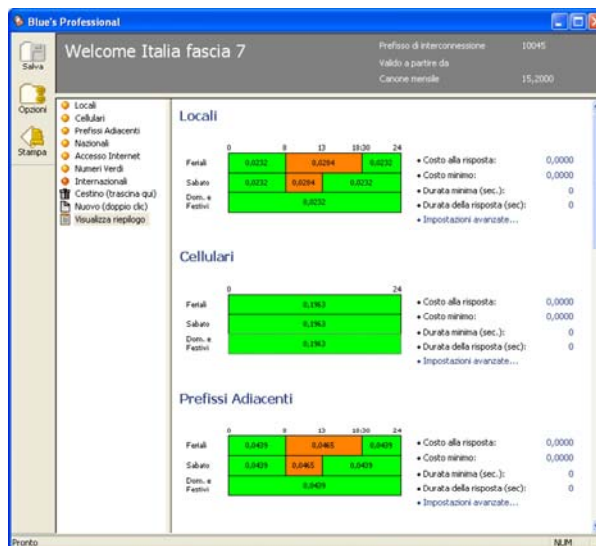 Blue's Professional
Salva
Opzioni
Stampa
Welcome Italia fascia 7
Prefisso di interconnessione 10045
Valido a partire da
Canone mensile 15,2000
Locali
Cellulari
Prefissi Adiacenti
Nazionali
Accesso Internet
Numeri Verdi
Internazionali
Cestino (trascina qui)
Nuovo (doppio clic)
Visualizza riepilogo
Locali
0 8 13 18:30 24
Feriali 0,0232 0,0284 0,0232
Sabato 0,0232 0,0284 0,0232
Dom. e Festivi 0,0232
• Costo alla risposta: 0,0000
• Costo minimo: 0,0000
• Durata minima (sec.): 0
• Durata della risposta (sec): 0
• Impostazioni avanzate...
Cellulari
0 24
Feriali 0,1963
Sabato 0,1963
Dom. e Festivi 0,1963
• Costo alla risposta: 0,0000
• Costo minimo: 0,0000
• Durata minima (sec.): 0
• Durata della risposta (sec): 0
• Impostazioni avanzate...
Prefissi Adiacenti
0 8 13 18:30 24
Feriali 0,0439 0,0465 0,0439
Sabato 0,0439 0,0465 0,0439
Dom. e Festivi 0,0439
• Costo alla risposta: 0,0000
• Costo minimo: 0,0000
• Durata minima (sec.): 0
• Durata della risposta (sec): 0
• Impostazioni avanzate...
Pronto NUM